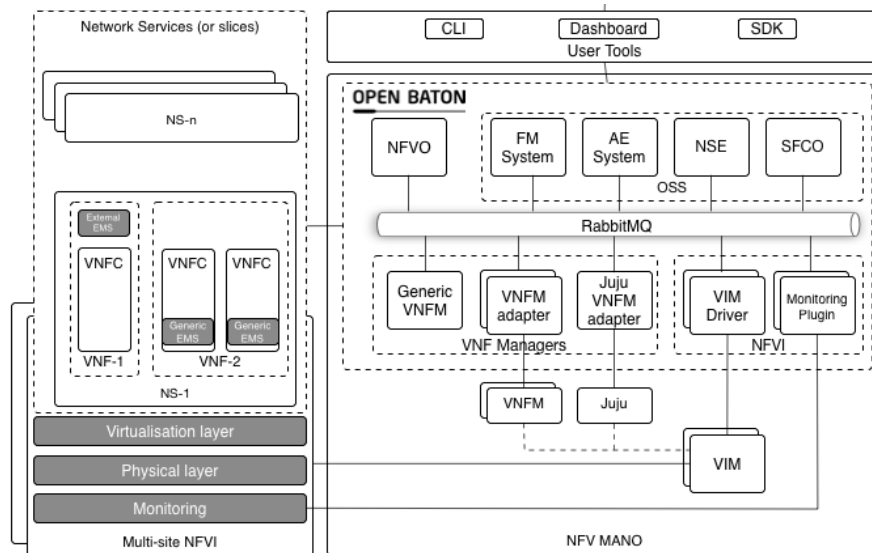 Network Services (or slices)
NS-n
External
EMS
VNFC
VNFC
VNFC
Generic
EMS
Generic
EMS
VNF-1
VNF-2
NS-1
Virtualisation layer
Physical layer
Monitoring
Multi-site NFVI
CLI
Dashboard
SDK
User Tools
OPEN BATON
NFVO
FM
System
AE
System
NSE
SFCO
OSS
RabbitMQ
Generic
VNFM
VNFM
adapter
Juju
VNFM
adapter
VIM
Driver
Monitoring
Plugin
VNF Managers
NFVI
VNFM
Juju
VIM
NFV MANO